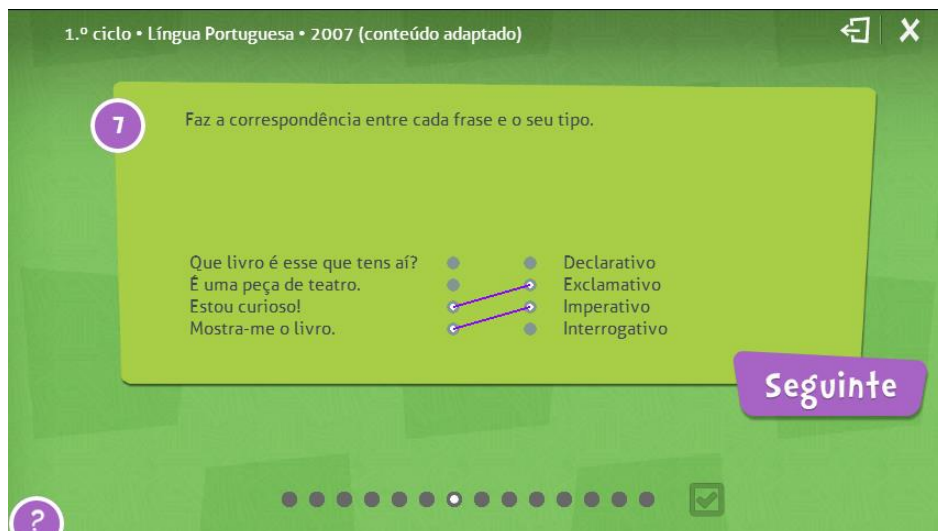 1.º ciclo • Língua Portuguesa • 2007 (conteúdo adaptado)
7
Faz a correspondência entre cada frase e o seu tipo.
Que livro é esse que tens aí? Declarativo
É uma peça de teatro. Exclamativo
Estou curioso! Imperativo
Mostra-me o livro. Interrogativo
Seguinte
?